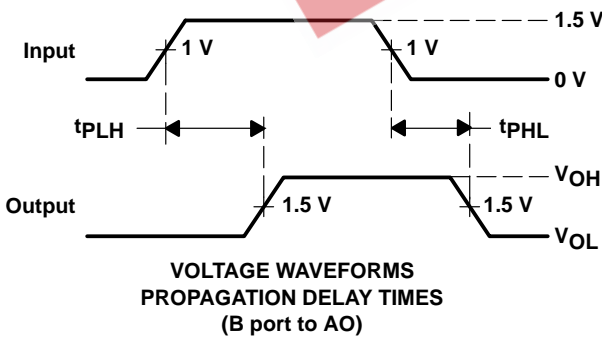 1.5 V
Input
1 V
1 V
0 V
tPLH
tPHL
VOH
Output
1.5 V
1.5 V
VOL
VOLTAGE WAVEFORMS
PROPAGATION DELAY TIMES
(B port to AO)